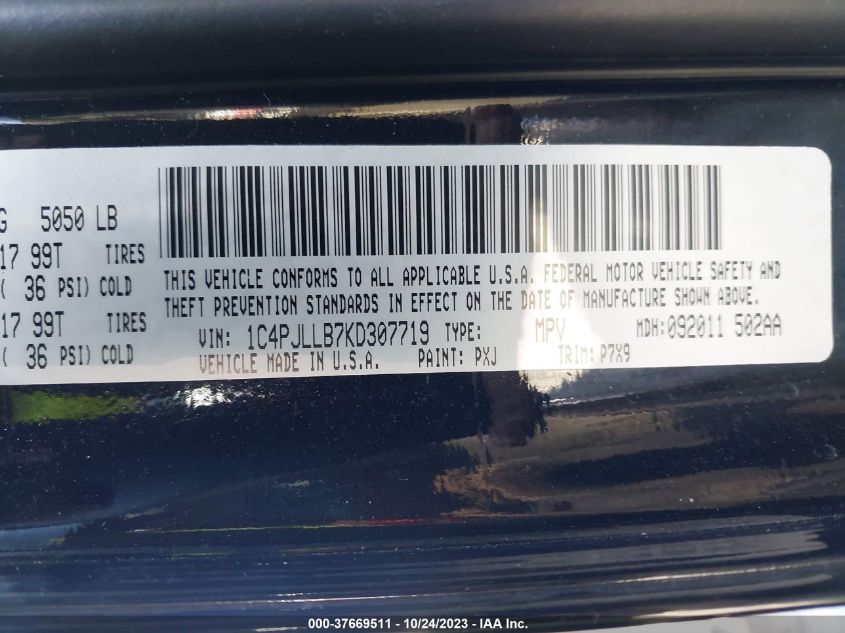 G 5050 LB
17 99T TIRES
( 36 PSI) COLD
17 99T TIRES
( 36 PSI) COLD
THIS VEHICLE CONFORMS TO ALL APPLICABLE U.S.A. FEDERAL MOTOR VEHICLE SAFETY AND
THEFT PREVENTION STANDARDS IN EFFECT ON THE DATE OF MANUFACTURE SHOWN ABOVE.
VIN: 1C4PJLLB7KD307719 TYPE: MPV MDH:092011 502AA
VEHICLE MADE IN U.S.A. PAINT: PXJ TRIM: P7X9
000-37669511 - 10/24/2023 - IAA Inc.